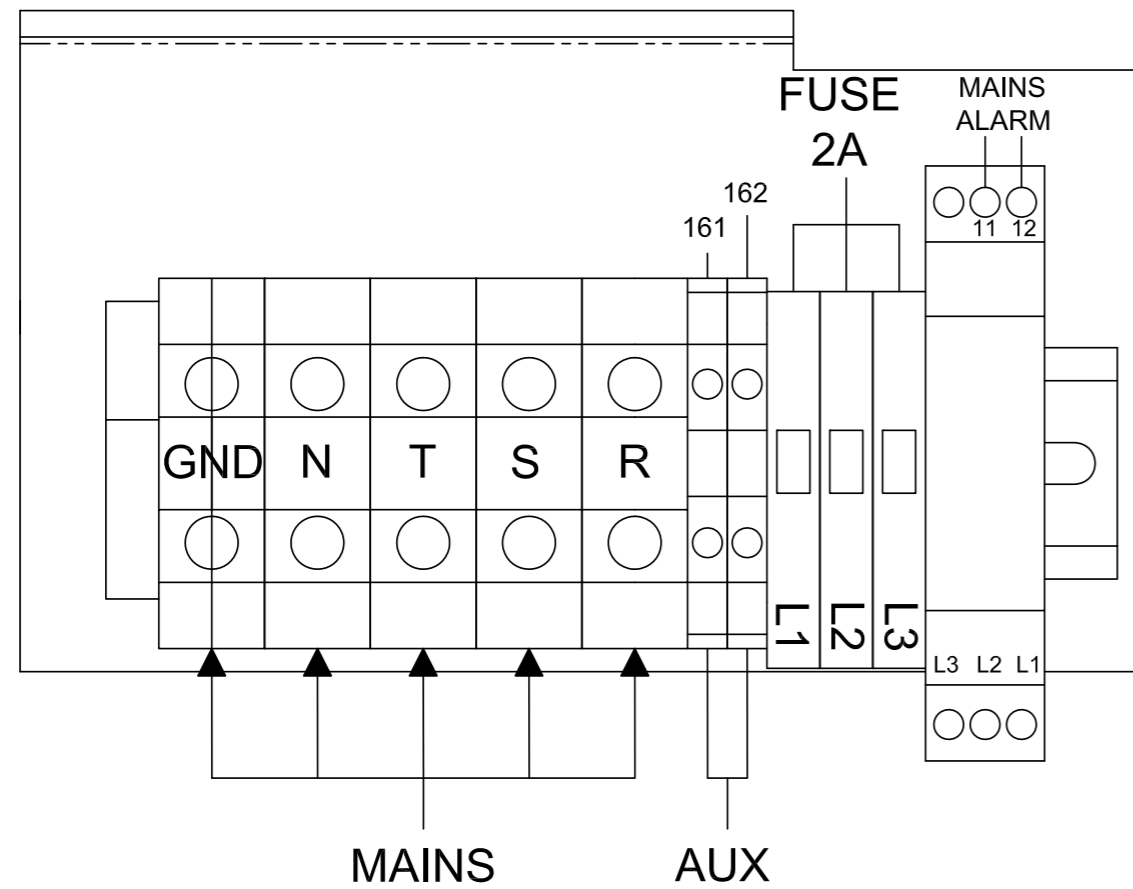 FUSE
2A
MAINS
ALARM
162
161
11 12
GND N T S R
L1 L2 L3
L3 L2 L1
MAINS AUX